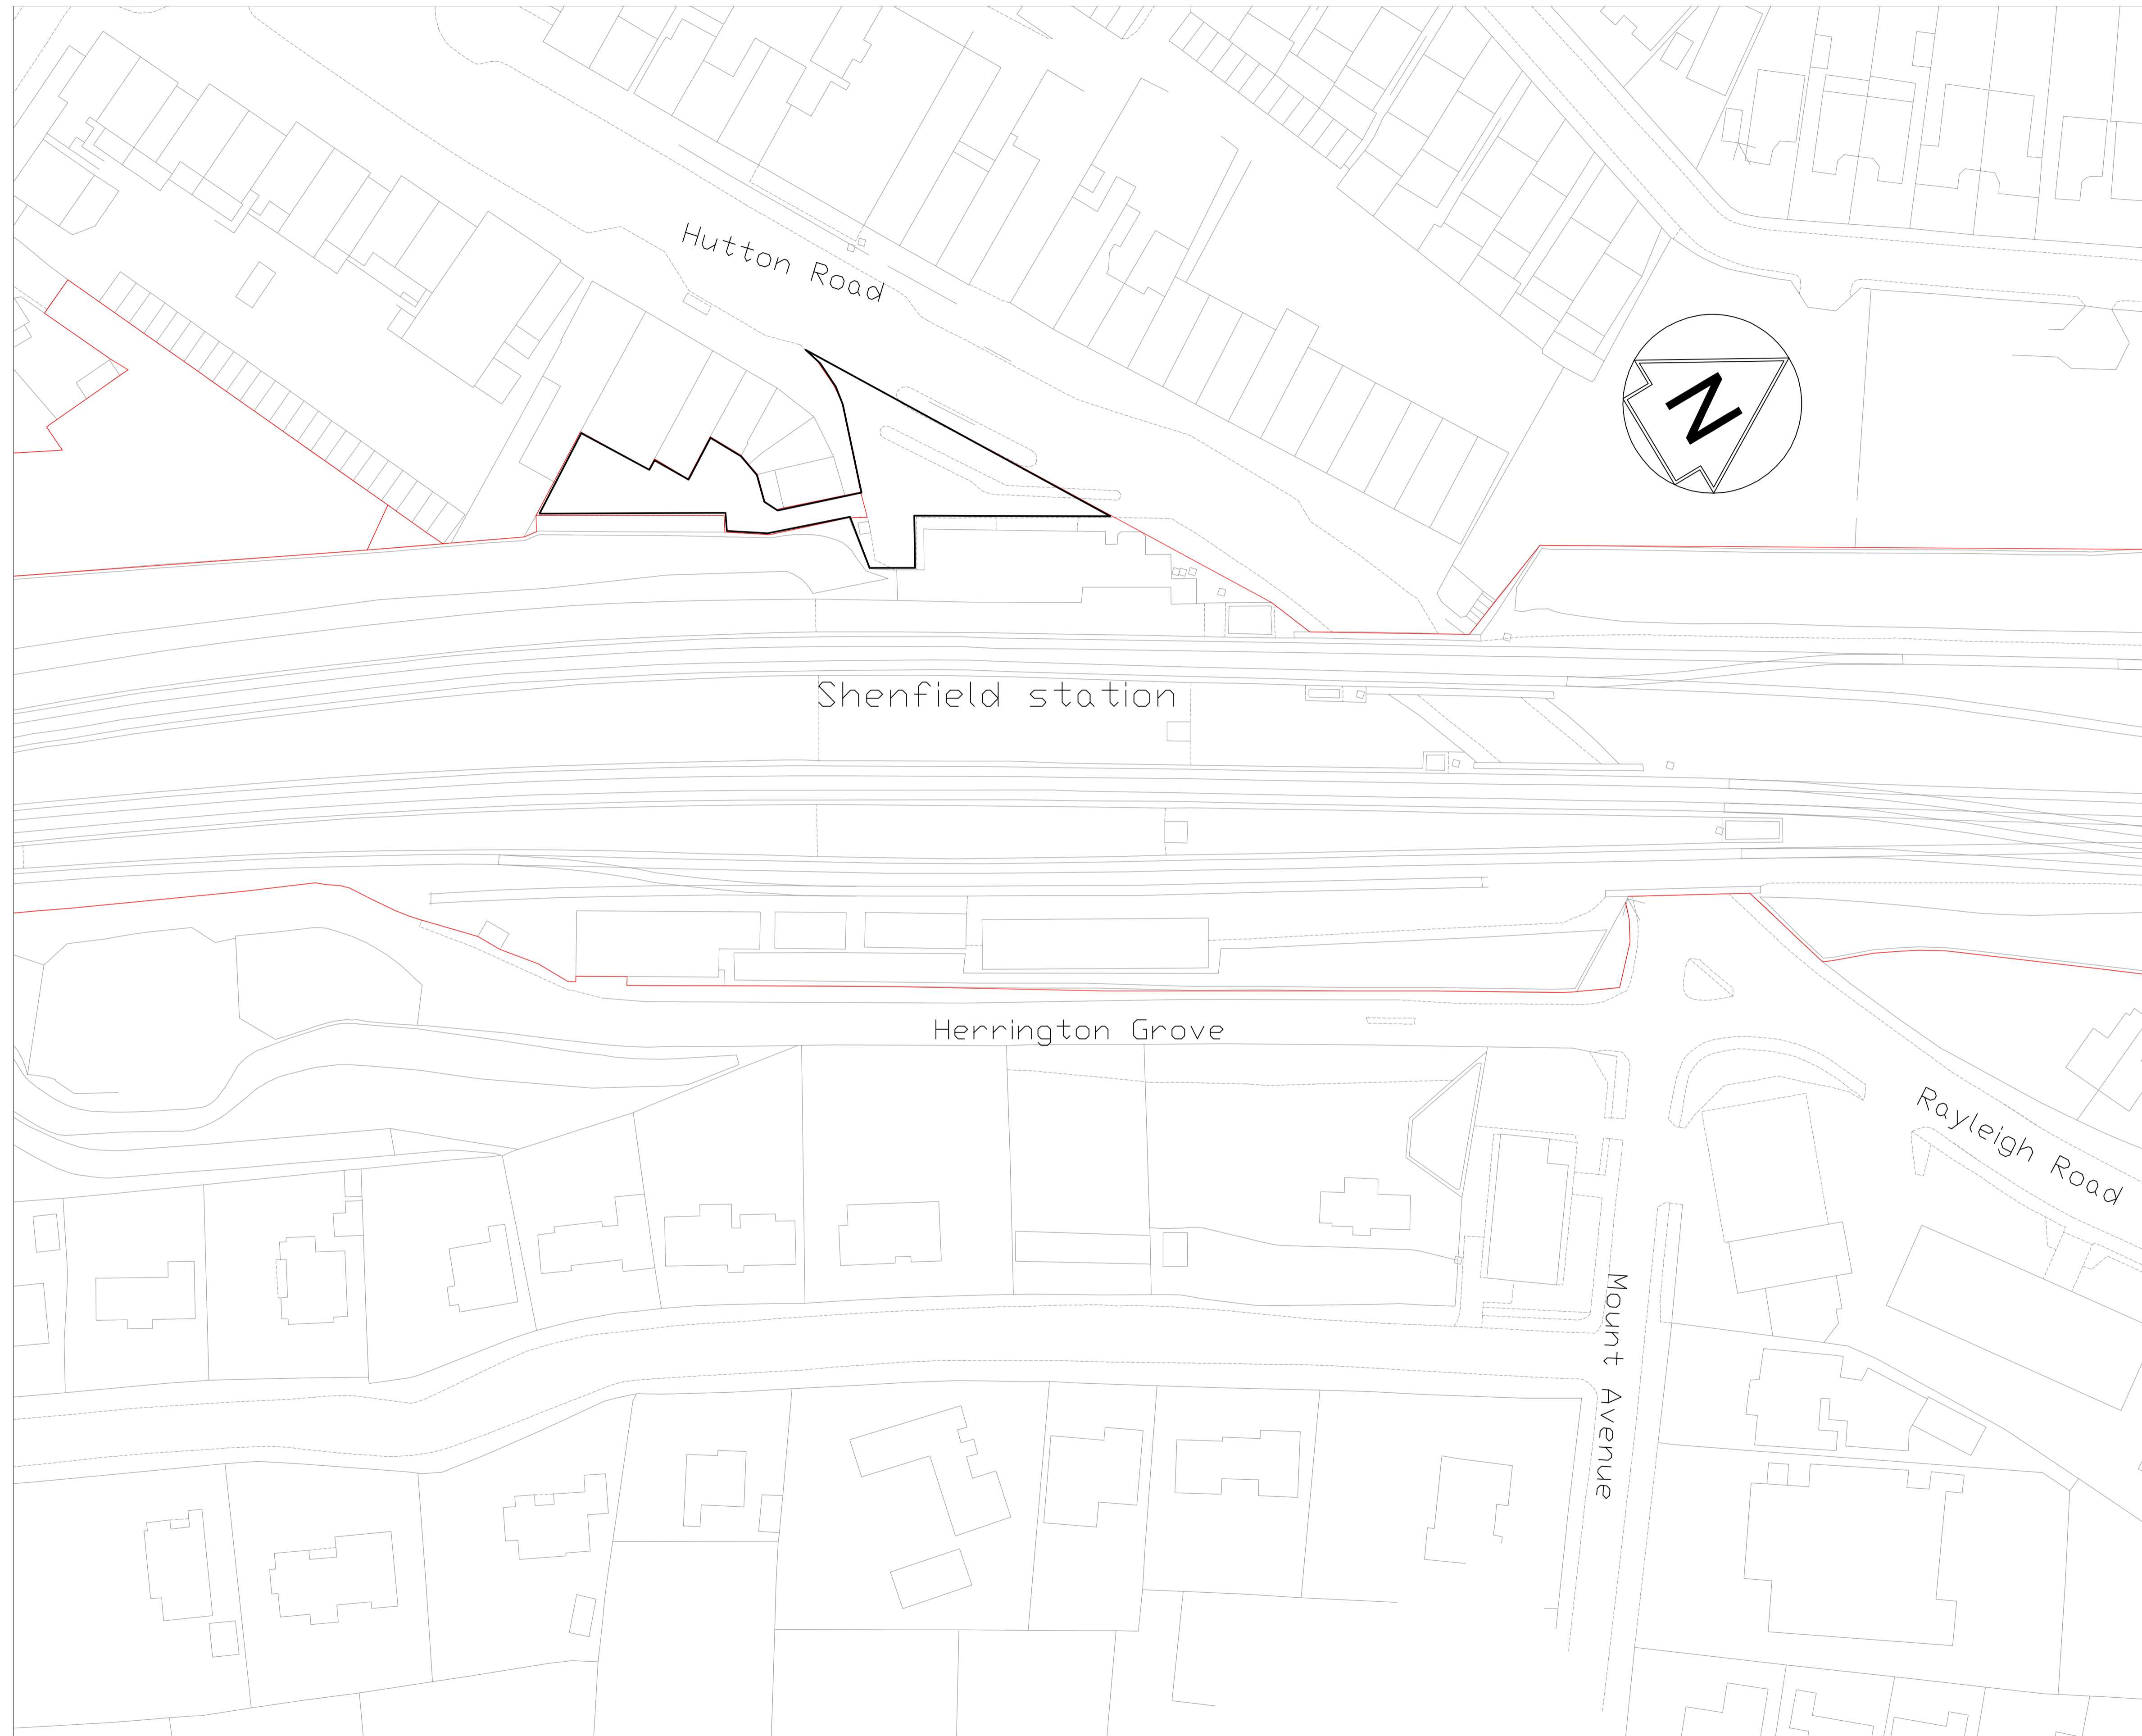 Hutton Road
N
Shenfield station
Herrington Grove
Rayleigh Road
Mount Avenue